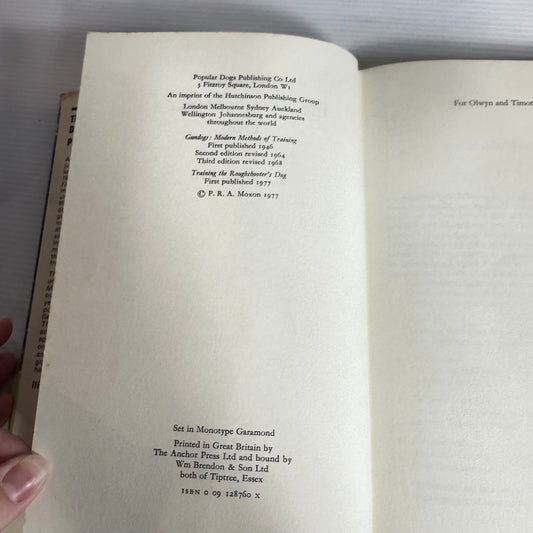 Popular Dogs Publishing Co Ltd
5 Fitzroy Square, London W1
An imprint of the Hutchinson Publishing Group
London Melbourne Sydney Auckland
Wellington Johannesburg and agencies
throughout the world
Gundogs: Modern Methods of Training
First published 1946
Second edition revised 1964
Third edition revised 1968
Training the Roughshooter's Dog
First published 1977
© P. R. A. Moxon 1977
Set in Monotype Garamond
Printed in Great Britain by
The Anchor Press Ltd and bound by
Wm Brendon & Son Ltd
both of Tiptree, Essex
ISBN 0 09 128760 X
For Olwyn and Timot